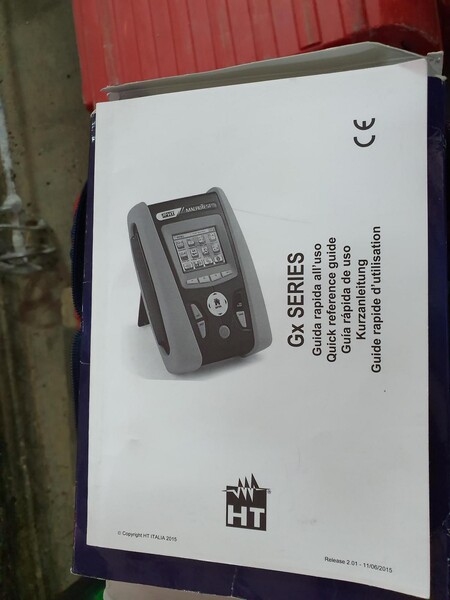 Gx SERIES
Guida rapida all'uso
Quick reference guide
Guía rápida de uso
Kurzanleitung
Guide rapide d'utilisation
CE
HT
®
© Copyright HT ITALIA 2015
Release 2.01 - 11/06/2015